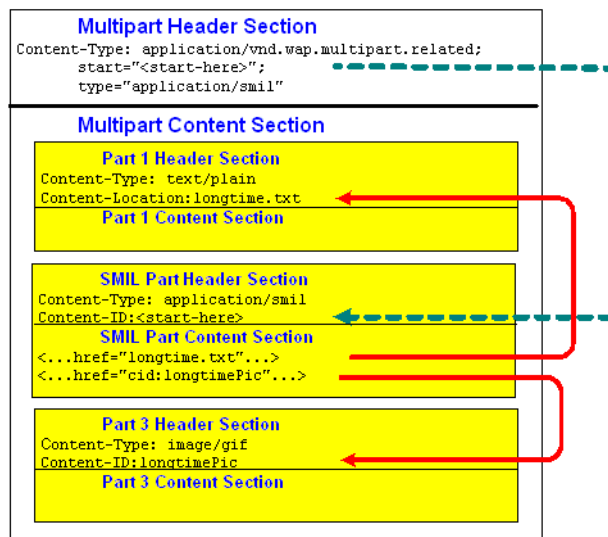 Multipart Header Section
Content-Type: application/vnd.wap.multipart.related;
start="<start-here>";
type="application/smil"
Multipart Content Section
Part 1 Header Section
Content-Type: text/plain
Content-Location:longtime.txt
Part 1 Content Section
SMIL Part Header Section
Content-Type: application/smil
Content-ID:<start-here>
SMIL Part Content Section
<...href="longtime.txt"...>
<...href="cid:longtimePic"...>
Part 3 Header Section
Content-Type: image/gif
Content-ID:longtimePic
Part 3 Content Section